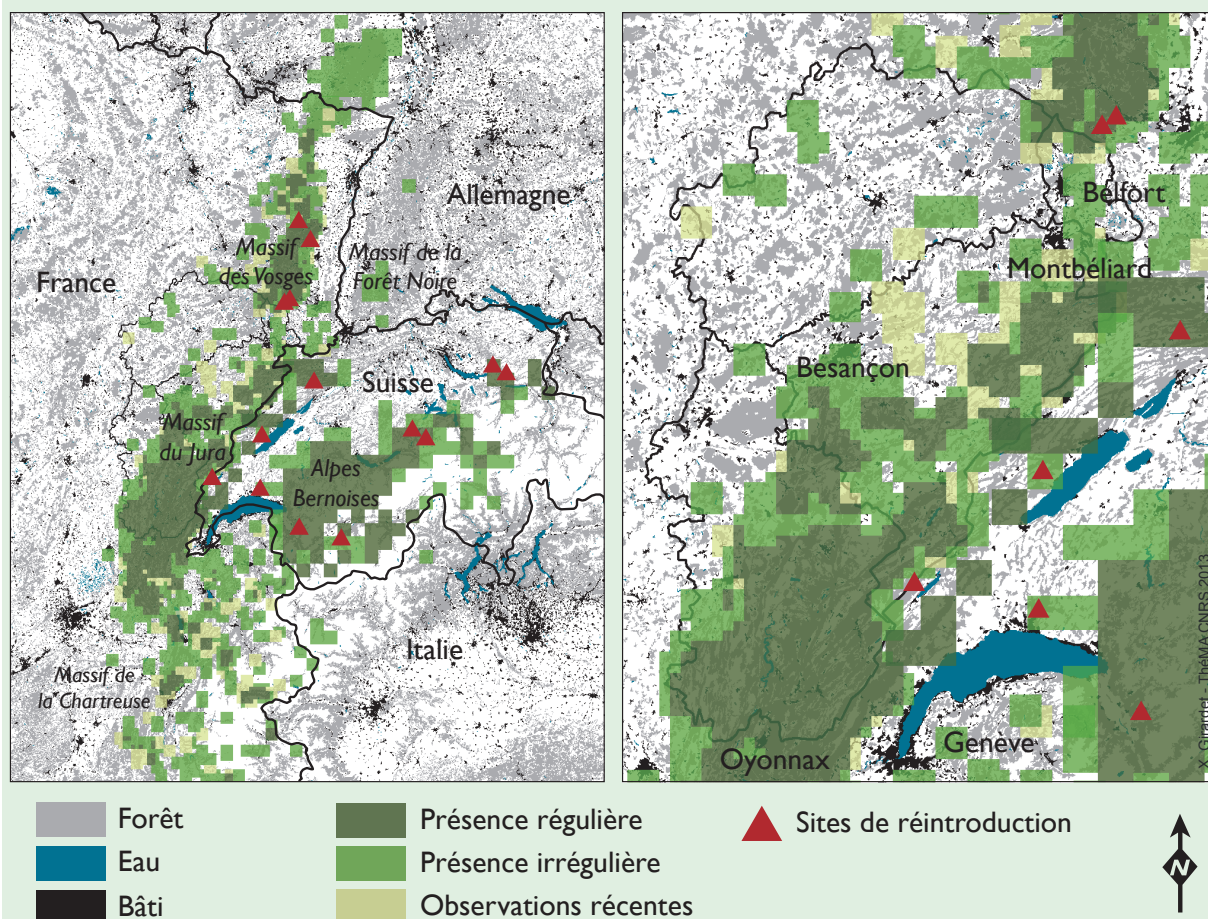 Allemagne
France
Massif
des Vosges
Massif de la
Forêt Noire
Suisse
Massif
du Jura
Alpes
Bernoises
Italie
Massif de
la Chartreuse
Belfort
Montbéliard
Besançon
Genève
Oyonnax
X. Girardet - ThéMA CNRS 2013
Forêt
Eau
Bâti
Présence régulière
Présence irrégulière
Observations récentes
Sites de réintroduction
N